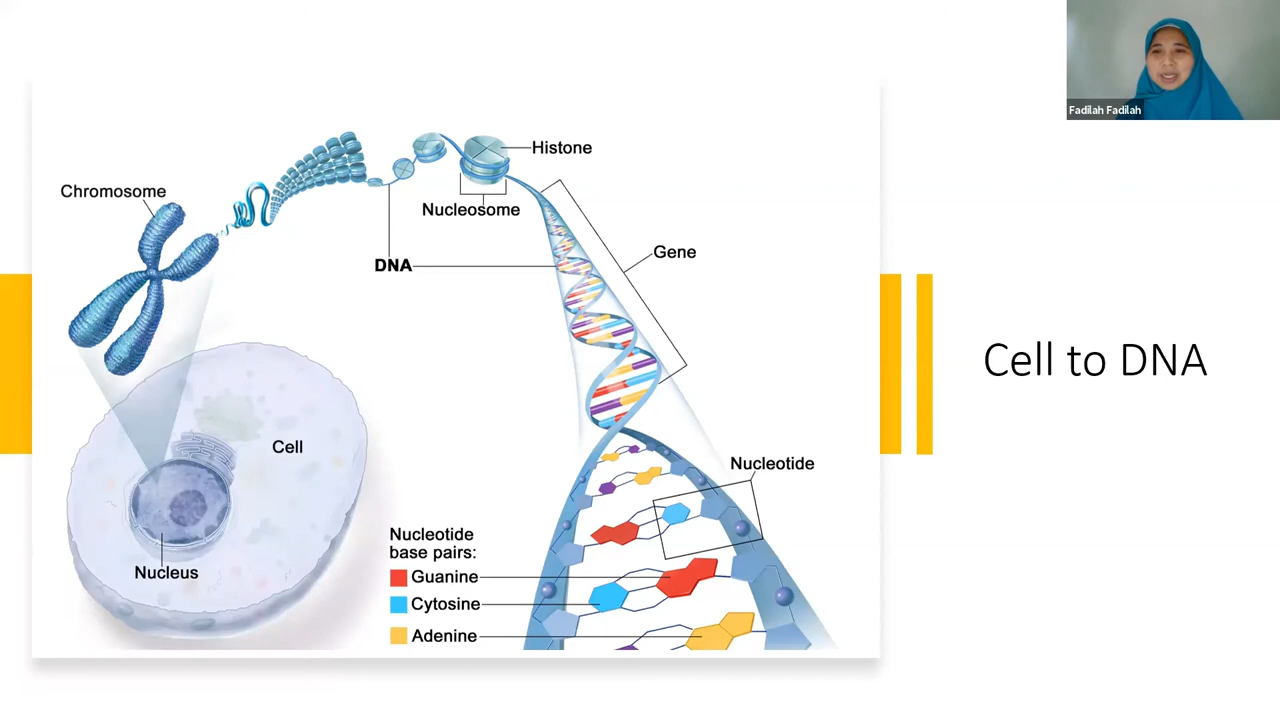 Fadilah Fadilah
Histone
Chromosome
Nucleosome
Gene
DNA
Cell to DNA
Cell
Nucleotide
Nucleus
Nucleotide
base pairs:
Guanine
Cytosine
Adenine